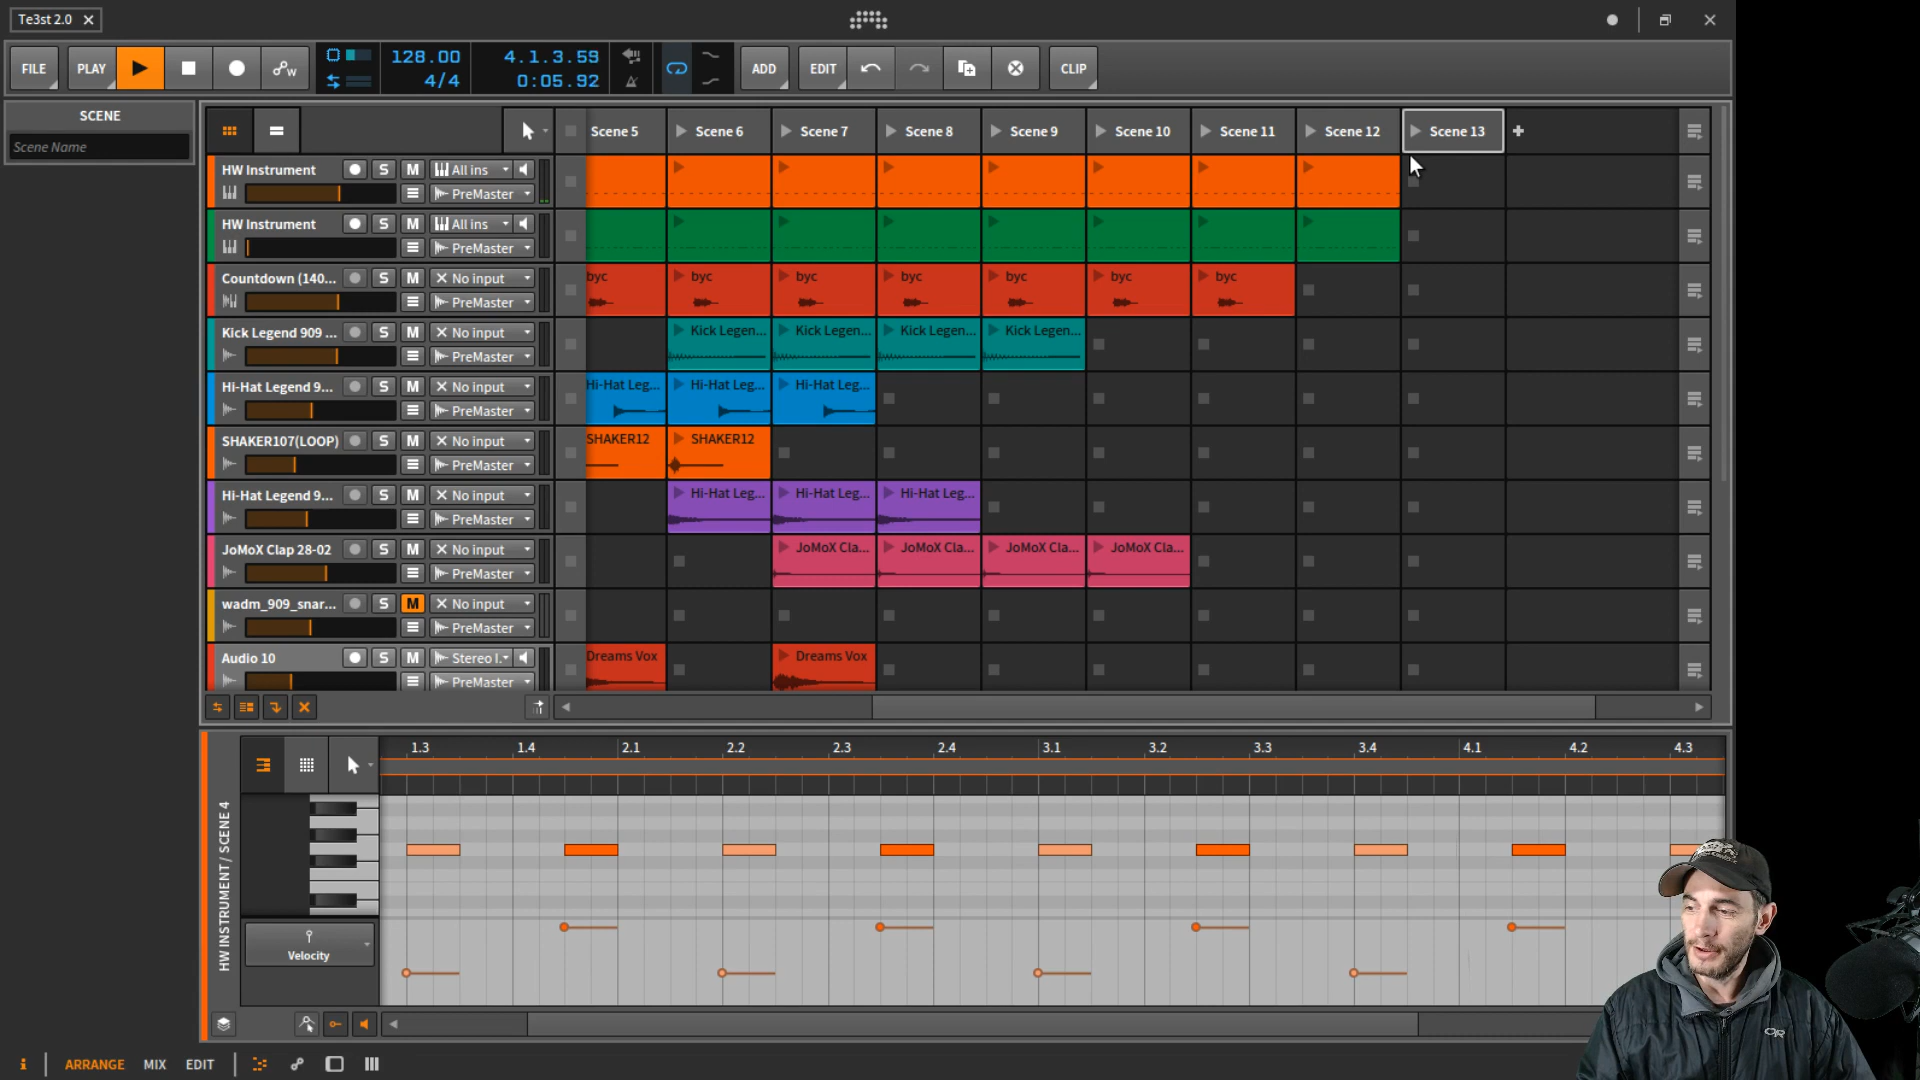 Te3st 2.0
FILE PLAY 128.00 4/4 4.1.3.59 0:05.92 ADD EDIT CLIP
SCENE
Scene Name
Scene 5 Scene 6 Scene 7 Scene 8 Scene 9 Scene 10 Scene 11 Scene 12 Scene 13
HW Instrument S M All ins
PreMaster
HW Instrument S M All ins
PreMaster
Countdown (140... S M No input byc byc byc byc byc byc byc
PreMaster
Kick Legend 909 ... S M No input Kick Legen... Kick Legen... Kick Legen... Kick Legen...
PreMaster
Hi-Hat Legend 9... S M No input Hi-Hat Leg... Hi-Hat Leg... Hi-Hat Leg...
PreMaster
SHAKER107(LOOP) S M No input SHAKER12 SHAKER12
PreMaster
Hi-Hat Legend 9... S M No input Hi-Hat Leg... Hi-Hat Leg... Hi-Hat Leg...
PreMaster
JoMoX Clap 28-02 S M No input JoMoX Cla... JoMoX Cla... JoMoX Cla... JoMoX Cla...
PreMaster
wadm_909_snar... S M No input
PreMaster
Audio 10 S M Stereo I. Dreams Vox Dreams Vox
PreMaster
1.3 1.4 2.1 2.2 2.3 2.4 3.1 3.2 3.3 3.4 4.1 4.2 4.3
HW INSTRUMENT / SCENE 4
Velocity
OR
i ARRANGE MIX EDIT